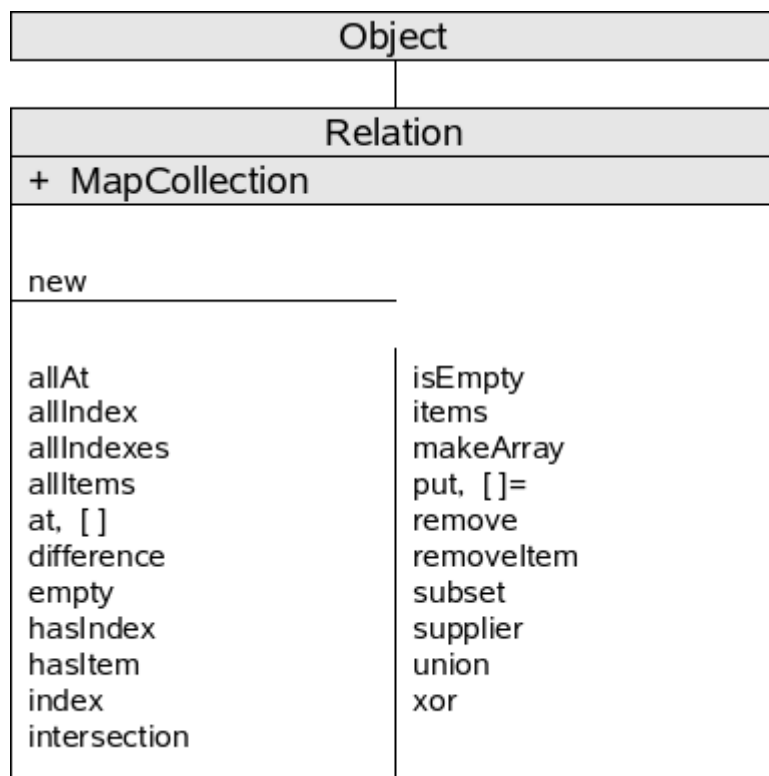 Object
Relation
+ MapCollection
new
allAt
allIndex
allIndexes
allItems
at, []
difference
empty
hasIndex
hasItem
index
intersection
isEmpty
items
makeArray
put, []=
remove
removeItem
subset
supplier
union
xor